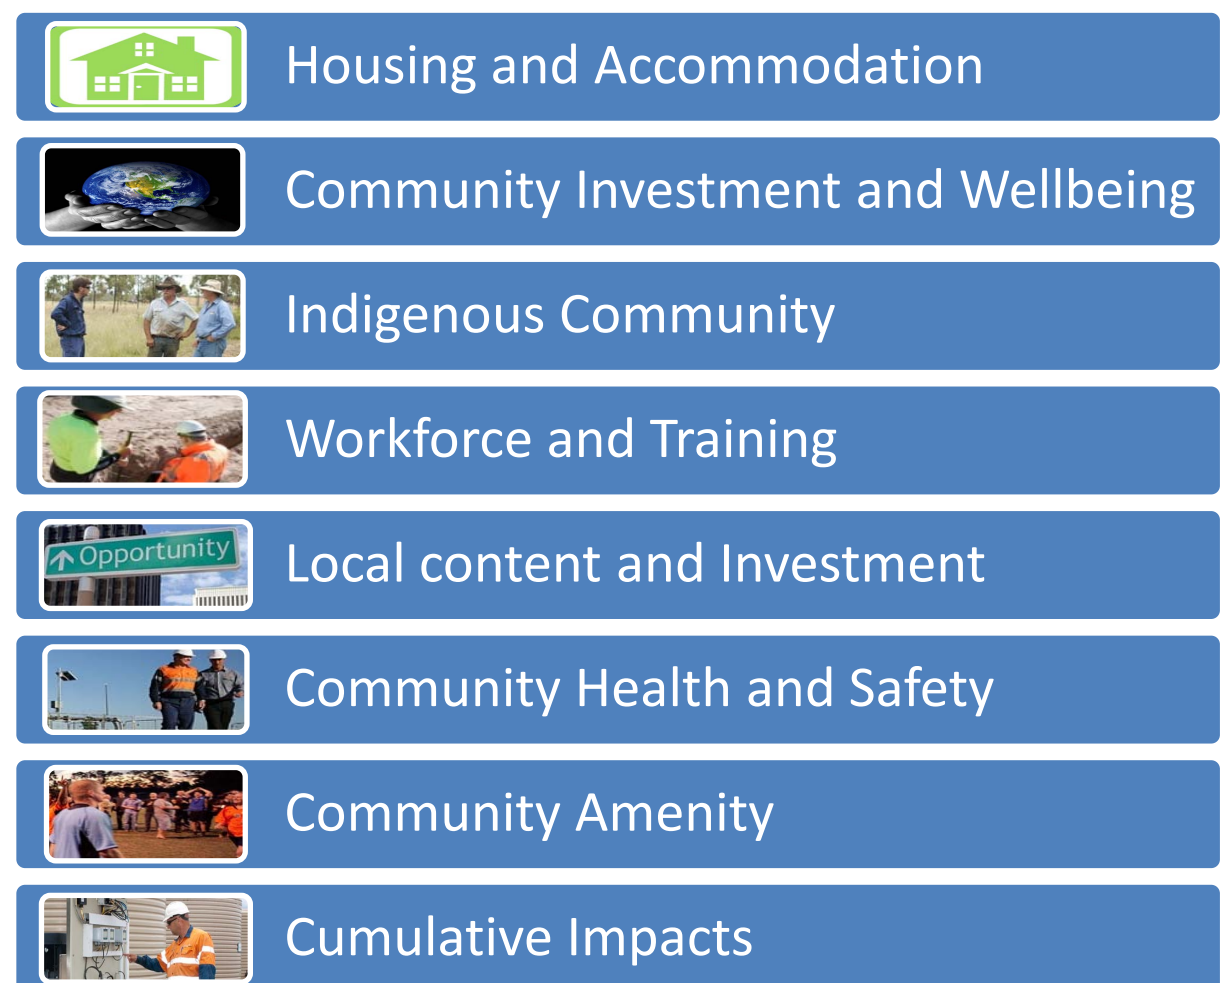 Housing and Accommodation
Community Investment and Wellbeing
Indigenous Community
Workforce and Training
Opportunity
Local content and Investment
Community Health and Safety
Community Amenity
Cumulative Impacts